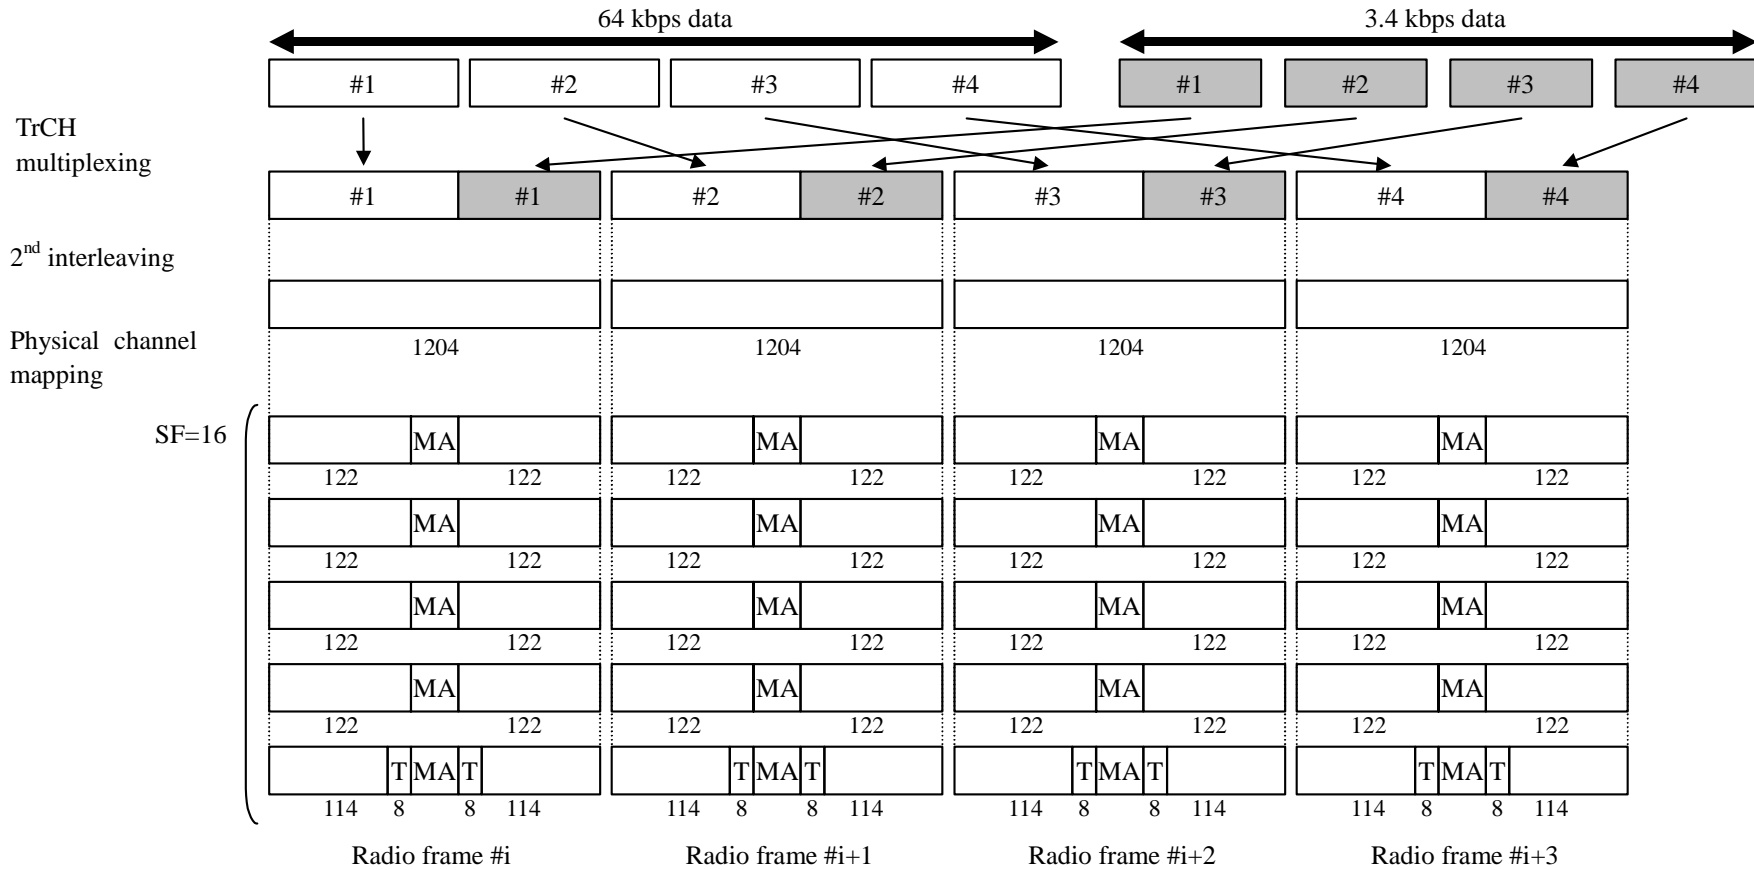 64 kbps data 3.4 kbps data
#1 #2 #3 #4 #1 #2 #3 #4
TrCH
multiplexing
#1 #1 #2 #2 #3 #3 #4 #4
2nd interleaving
Physical channel
mapping
1204 1204 1204 1204
SF=16
MA MA MA MA
122 122 122 122 122 122 122 122
MA MA MA MA
122 122 122 122 122 122 122 122
MA MA MA MA
122 122 122 122 122 122 122 122
MA MA MA MA
122 122 122 122 122 122 122 122
T MA T T MA T T MA T T MA T
114 8 8 114 114 8 8 114 114 8 8 114 114 8 8 114
Radio frame #i Radio frame #i+1 Radio frame #i+2 Radio frame #i+3